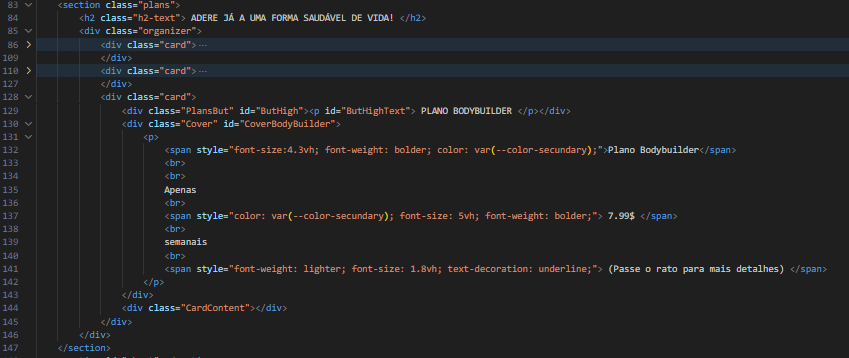 83 <section class="plans">
84 <h2 class="h2-text"> ADERE JÁ A UMA FORMA SAUDÁVEL DE VIDA! </h2>
85 <div class="organizer">
86 <div class="card"> ···
109 </div>
110 <div class="card"> ···
127 </div>
128 <div class="card">
129 <div class="PlansBut" id="ButHigh"><p id="ButHighText"> PLANO BODYBUILDER </p></div>
130 <div class="Cover" id="CoverBodyBuilder">
131 <p>
132 <span style="font-size:4.3vh; font-weight: bolder; color: var(--color-secundary);">Plano Bodybuilder</span>
133 <br>
134 <br>
135 Apenas
136 <br>
137 <span style="color: var(--color-secundary); font-size: 5vh; font-weight: bolder;"> 7.99$ </span>
138 <br>
139 semanais
140 <br>
141 <span style="font-weight: lighter; font-size: 1.8vh; text-decoration: underline;"> (Passe o rato para mais detalhes) </span>
142 </p>
143 </div>
144 <div class="CardContent"></div>
145 </div>
146 </div>
147 </section>